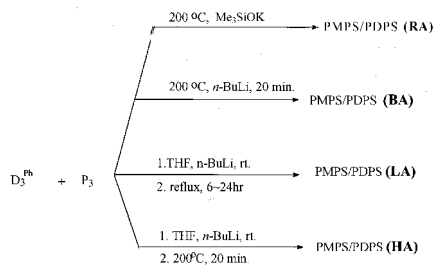 200 ºC, Me₃SiOK
PMPS/PDPS (RA)
200 ºC, n-BuLi, 20 min.
PMPS/PDPS (BA)
D₃ᴾʰ + P₃
1.THF, n-BuLi, rt.
2. reflux, 6~24hr
PMPS/PDPS (LA)
1. THF, n-BuLi, rt.
2. 200ºC, 20 min.
PMPS/PDPS (HA)